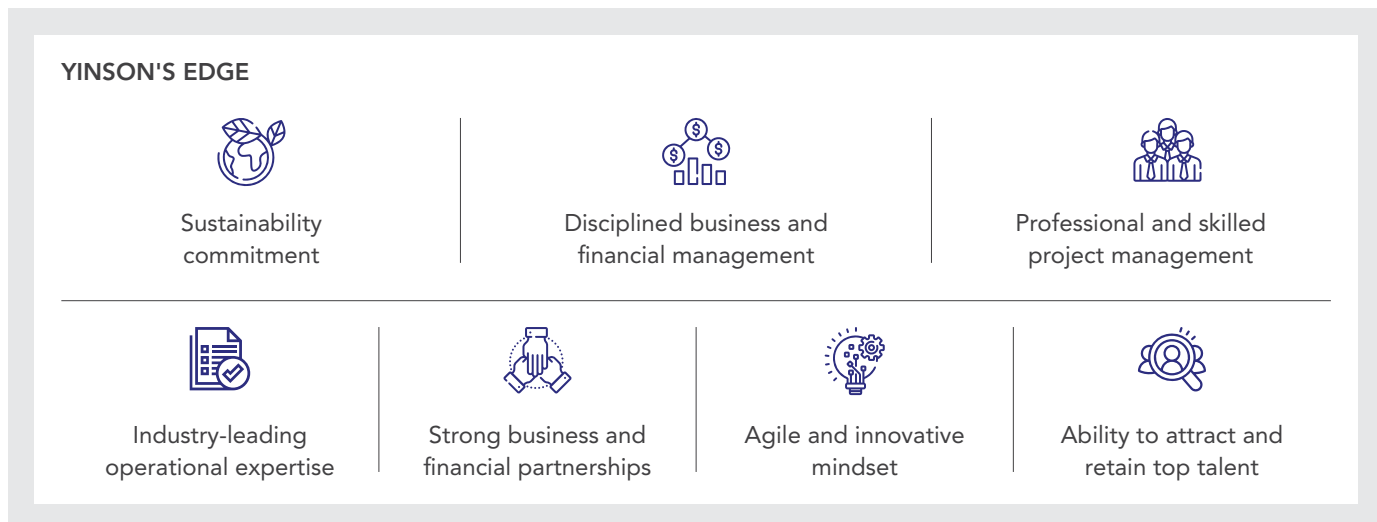 YINSON'S EDGE
Sustainability
commitment
Disciplined business and
financial management
Professional and skilled
project management
Industry-leading
operational expertise
Strong business and
financial partnerships
Agile and innovative
mindset
Ability to attract and
retain top talent